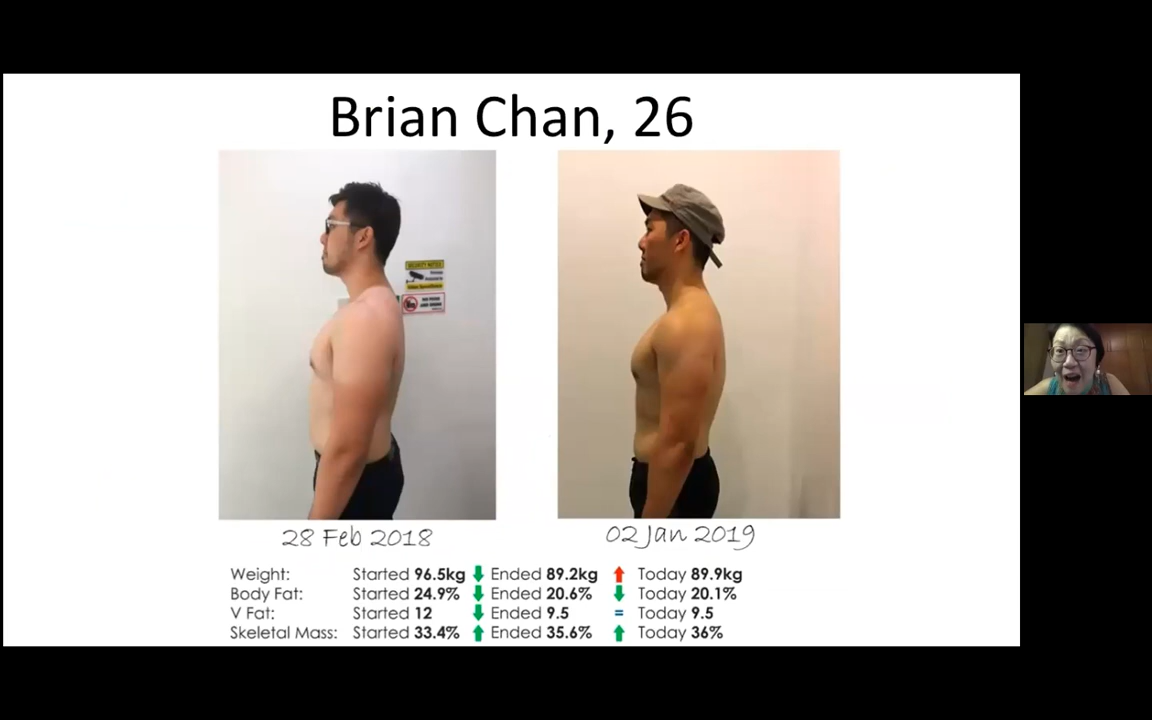 Brian Chan, 26
SECURITY NOTICE
28 Feb 2018
02 Jan 2019
Weight: Started 96.5kg Ended 89.2kg Today 89.9kg
Body Fat: Started 24.9% Ended 20.6% Today 20.1%
V Fat: Started 12 Ended 9.5 = Today 9.5
Skeletal Mass: Started 33.4% Ended 35.6% Today 36%